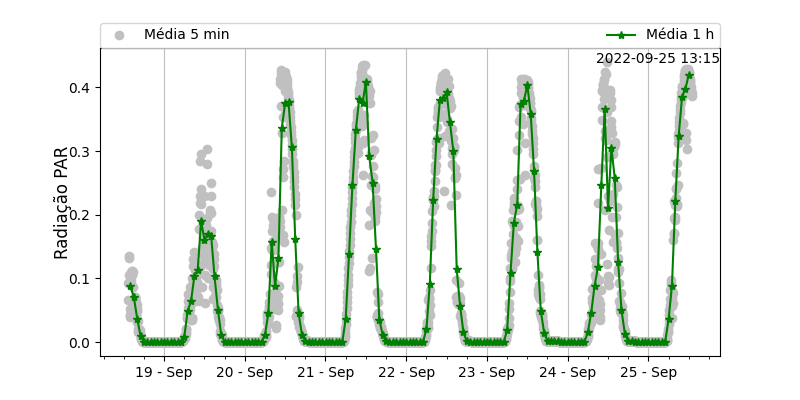 Média 5 min
Média 1 h
2022-09-25 13:15
Radiação PAR
0.4
0.3
0.2
0.1
0.0
19 - Sep
20 - Sep
21 - Sep
22 - Sep
23 - Sep
24 - Sep
25 - Sep